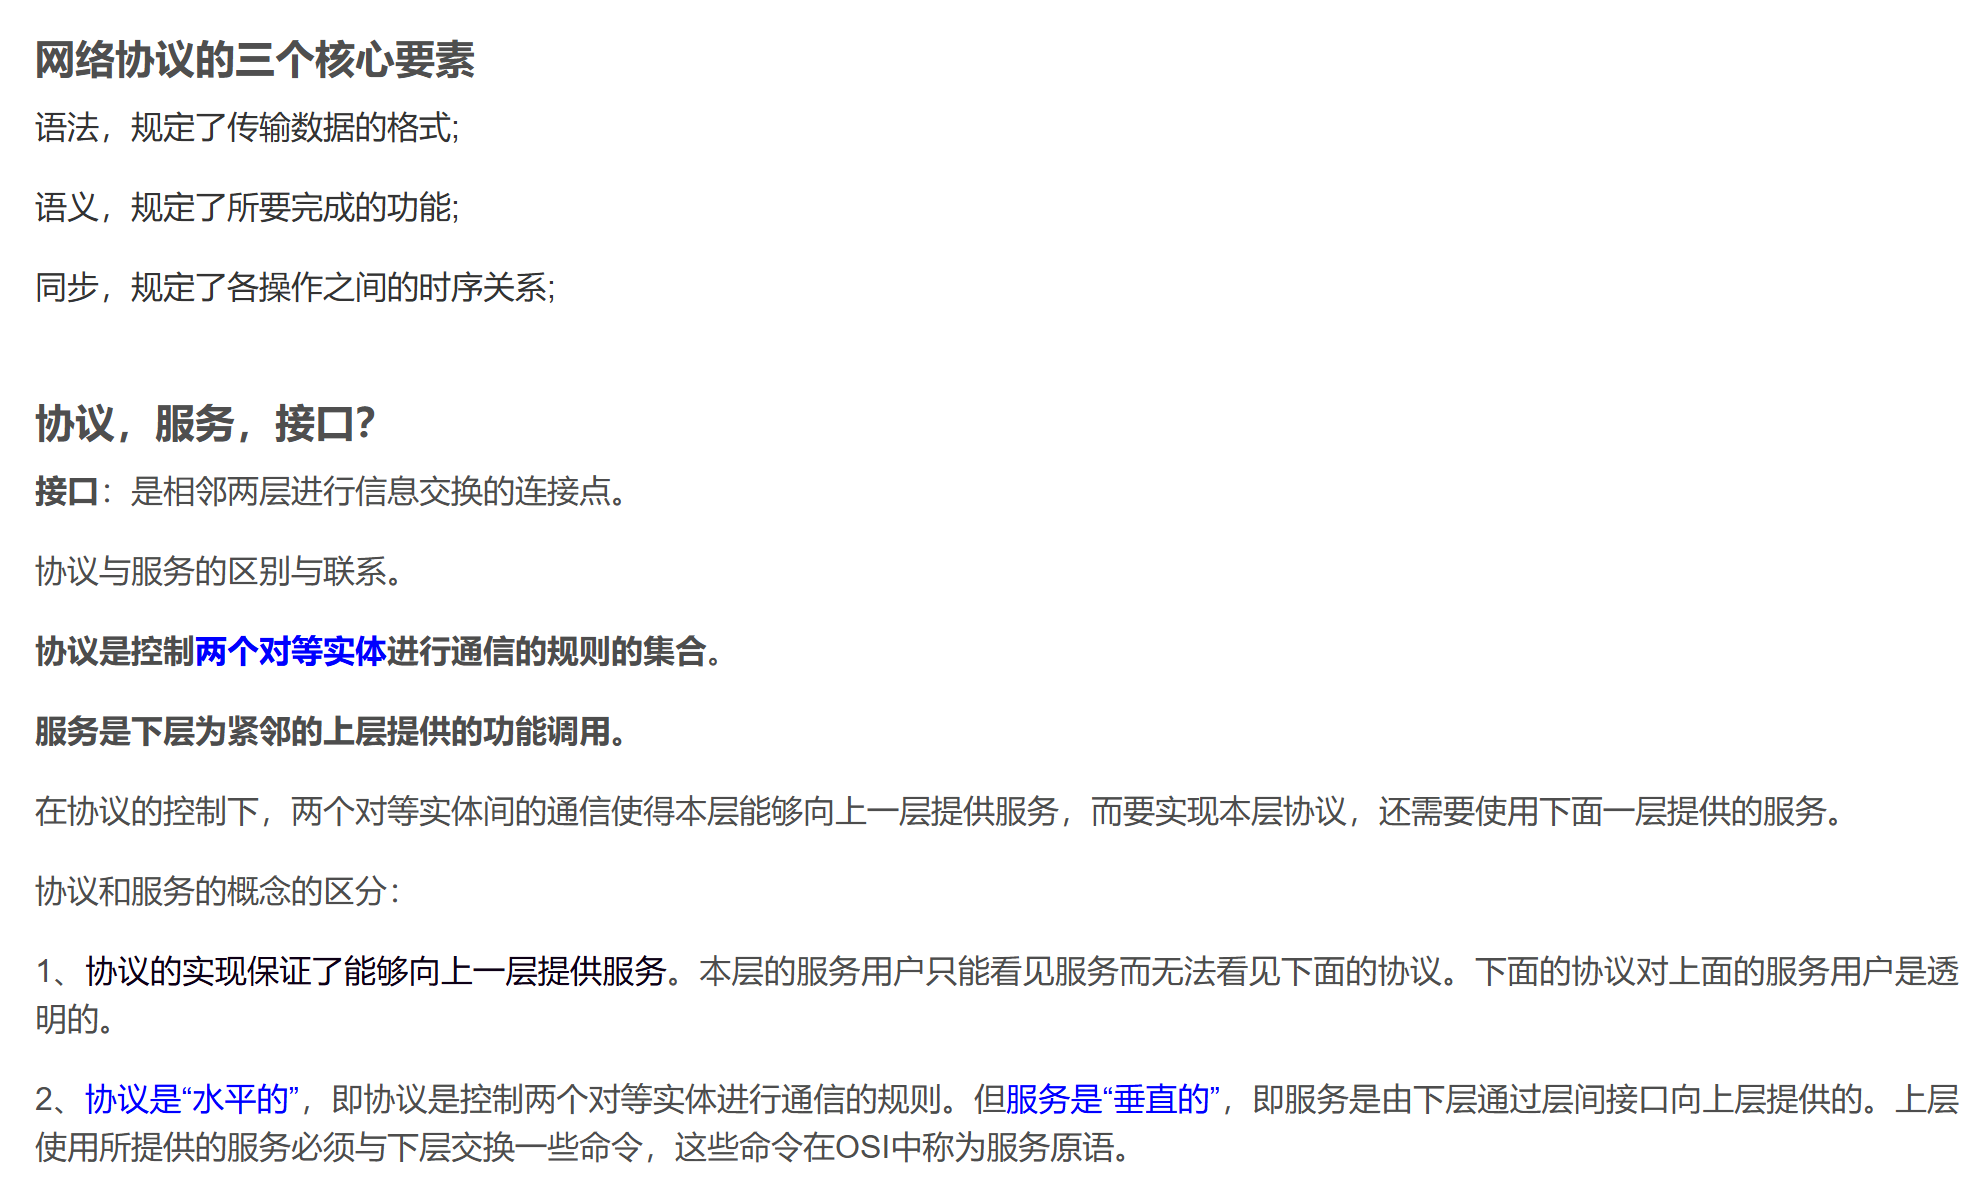 网络协议的三个核心要素
语法，规定了传输数据的格式;
语义，规定了所要完成的功能;
同步，规定了各操作之间的时序关系;
协议，服务，接口？
接口：是相邻两层进行信息交换的连接点。
协议与服务的区别与联系。
协议是控制两个对等实体进行通信的规则的集合。
服务是下层为紧邻的上层提供的功能调用。
在协议的控制下，两个对等实体间的通信使得本层能够向上一层提供服务，而要实现本层协议，还需要使用下面一层提供的服务。
协议和服务的概念的区分：
1、协议的实现保证了能够向上一层提供服务。本层的服务用户只能看见服务而无法看见下面的协议。下面的协议对上面的服务用户是透
明的。
2、协议是“水平的”，即协议是控制两个对等实体进行通信的规则。但服务是“垂直的”，即服务是由下层通过层间接口向上层提供的。上层
使用所提供的服务必须与下层交换一些命令，这些命令在OSI中称为服务原语。